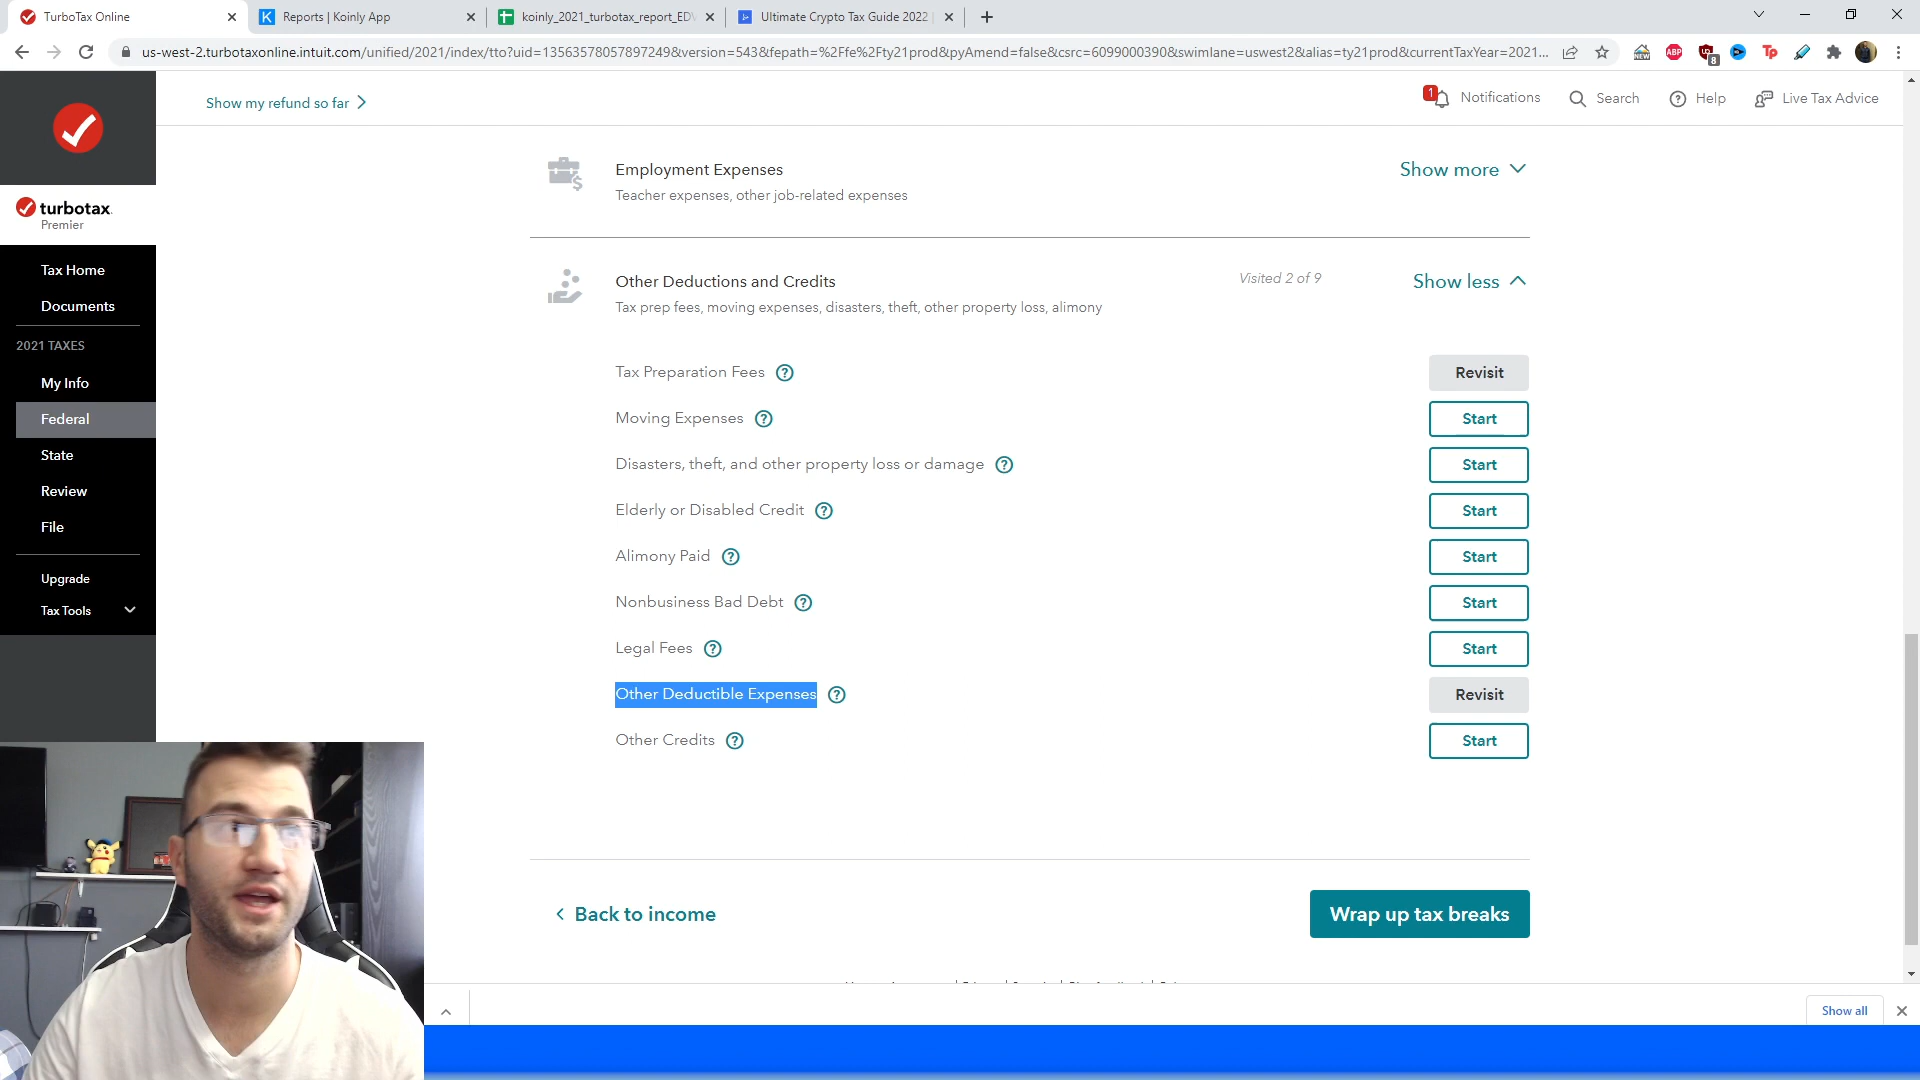 TurboTax Online
Reports | Koinly App
koinly_2021_turbotax_report_EDV
Ultimate Crypto Tax Guide 2022 |
us-west-2.turbotaxonline.intuit.com/unified/2021/index/tto?uid=13563578057897249&version=543&fepath=%2Ffe%2Fty21prod&pyAmend=false&csrc=6099000390&swimlane=uswest2&alias=ty21prod&currentTaxYear=2021...
NEW
ABP
8
Tp
Show my refund so far
1
Notifications
Search
Help
Live Tax Advice
turbotax
Premier
Tax Home
Documents
2021 TAXES
My Info
Federal
State
Review
File
Upgrade
Tax Tools
Employment Expenses
Show more
Teacher expenses, other job-related expenses
Other Deductions and Credits
Visited 2 of 9
Show less
Tax prep fees, moving expenses, disasters, theft, other property loss, alimony
Tax Preparation Fees ?
Revisit
Moving Expenses ?
Start
Disasters, theft, and other property loss or damage ?
Start
Elderly or Disabled Credit ?
Start
Alimony Paid ?
Start
Nonbusiness Bad Debt ?
Start
Legal Fees ?
Start
Other Deductible Expenses ?
Revisit
Other Credits ?
Start
Back to income
Wrap up tax breaks
Show all